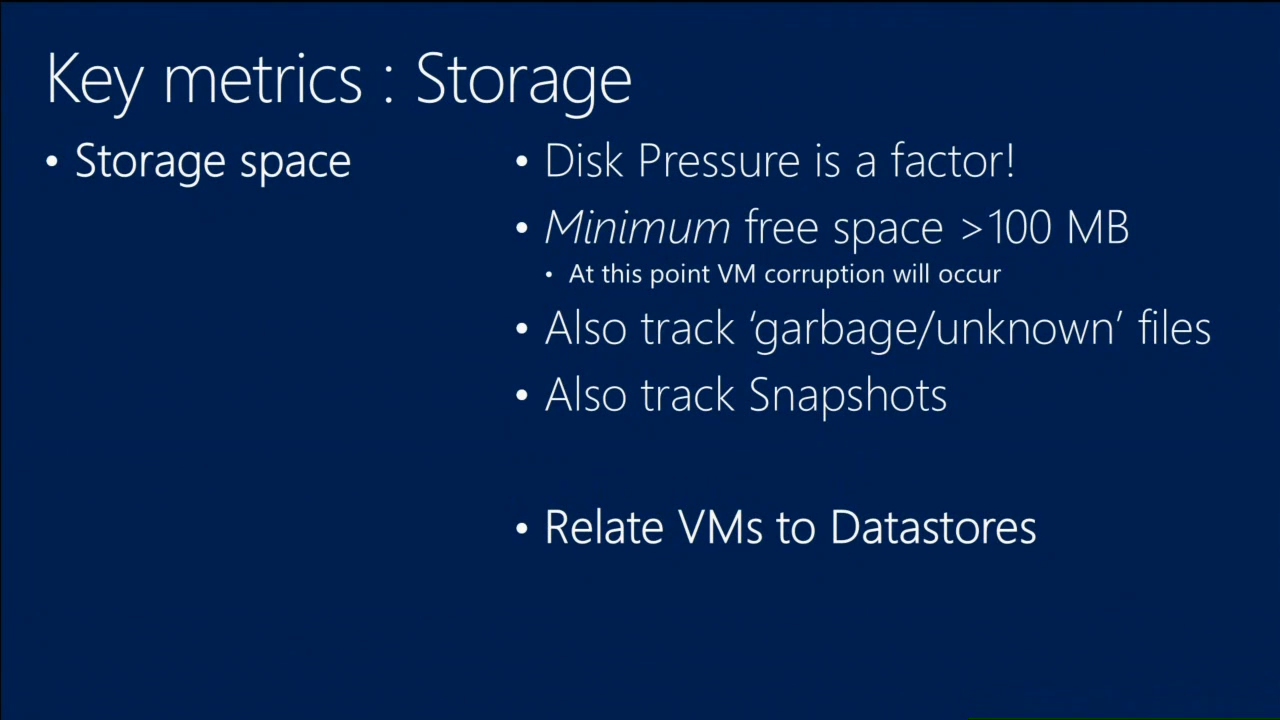 Key metrics : Storage
• Storage space
• Disk Pressure is a factor!
• Minimum free space >100 MB
• At this point VM corruption will occur
• Also track ‘garbage/unknown’ files
• Also track Snapshots
• Relate VMs to Datastores